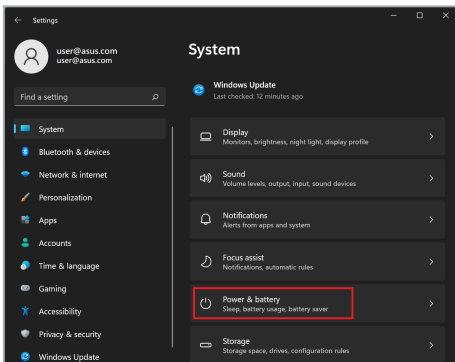 Settings
user@asus.com
user@asus.com
Find a setting
System
Bluetooth & devices
Network & internet
Personalization
Apps
Accounts
Time & language
Gaming
Accessibility
Privacy & security
Windows Update
System
Windows Update
Last checked: 12 minutes ago
Display
Monitors, brightness, night light, display profile
Sound
Volume levels, output, input, sound devices
Notifications
Alerts from apps and system
Focus assist
Notifications, automatic rules
Power & battery
Sleep, battery usage, battery saver
Storage
Storage space, drives, configuration rules